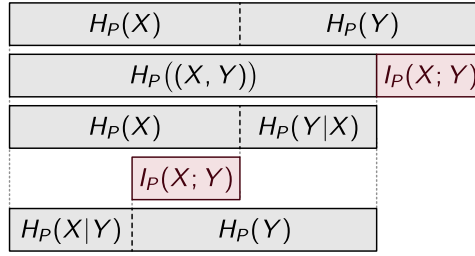 H_P(X) H_P(Y)
H_P((X, Y)) I_P(X; Y)
H_P(X) H_P(Y|X)
I_P(X; Y)
H_P(X|Y) H_P(Y)